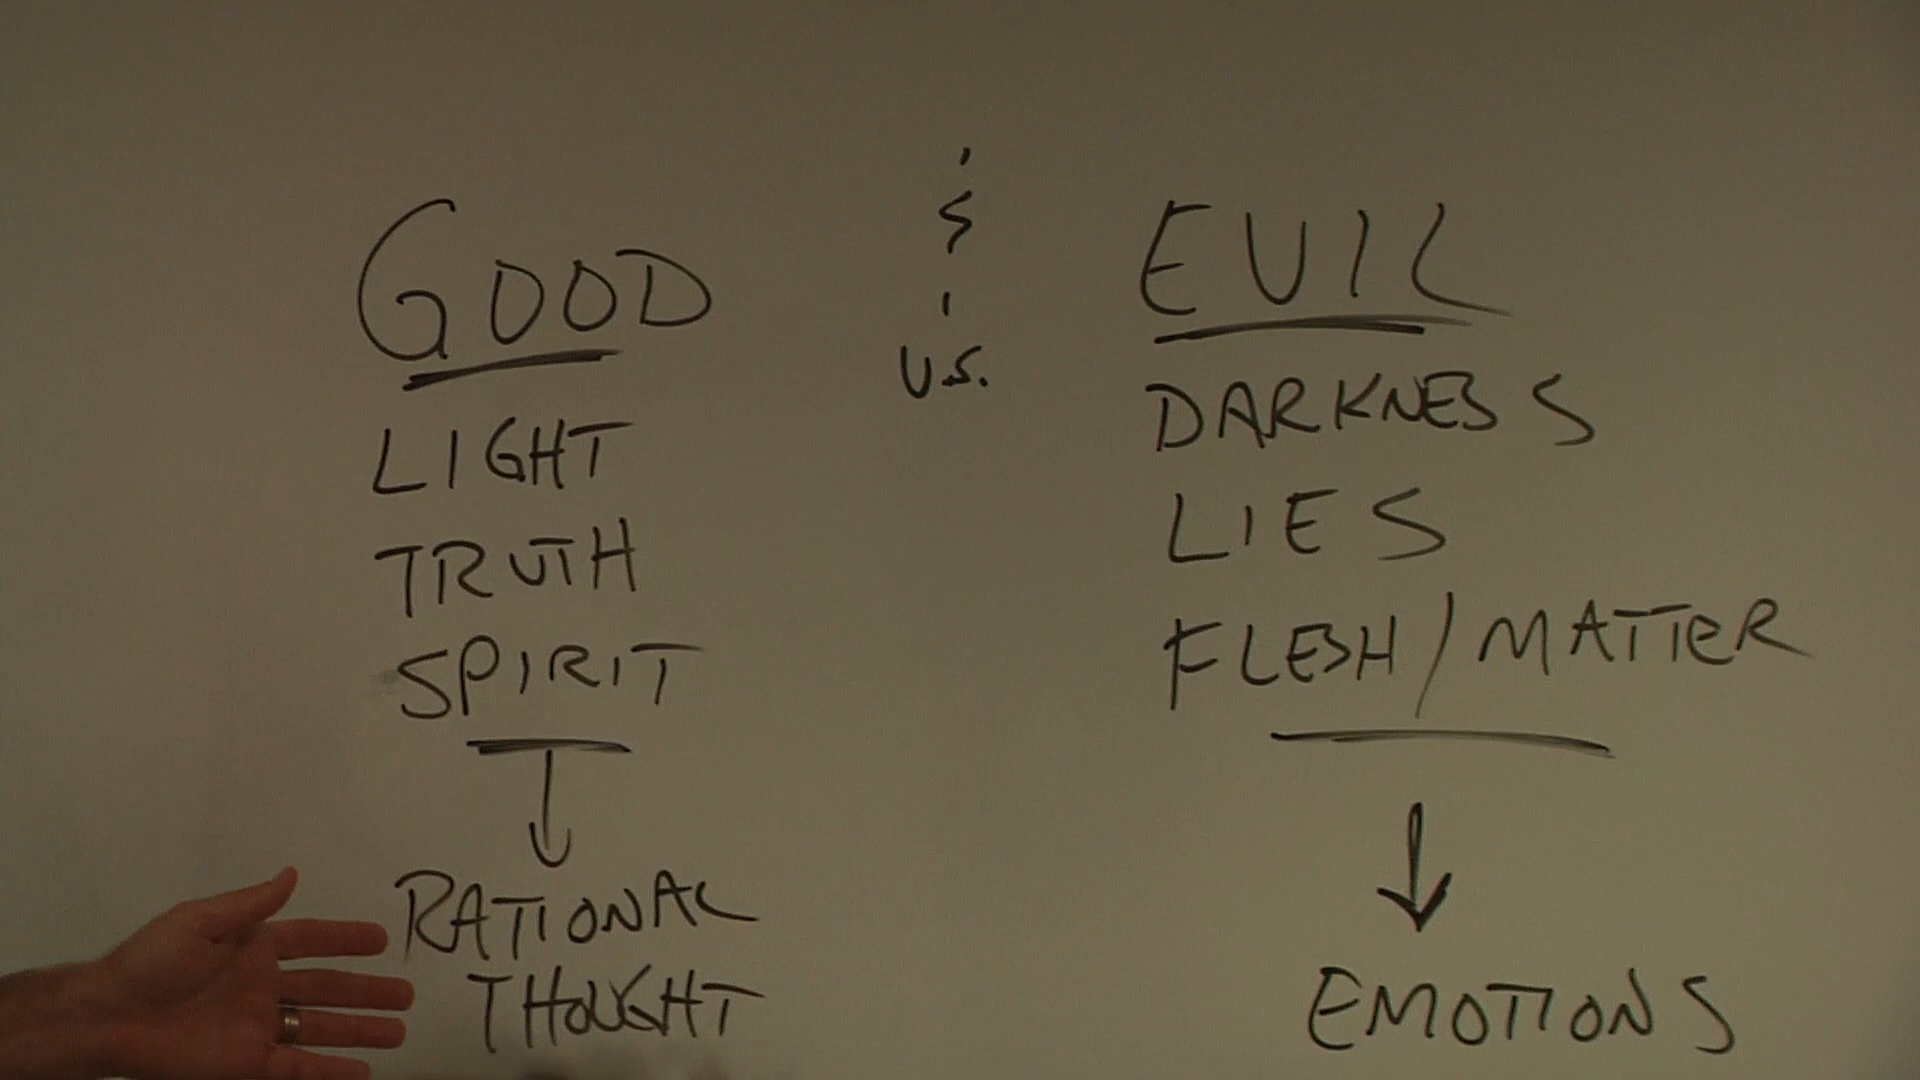 GOOD
LIGHT
TRUTH
SPIRIT
RATIONAL
THOUGHT
V.S.
EVIL
DARKNESS
LIES
FLESH/MATTER
EMOTIONS